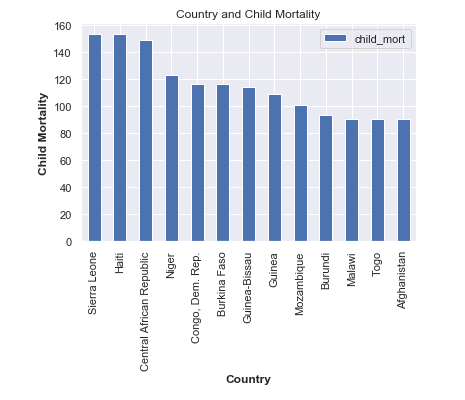 Country and Child Mortality
child_mort
160
140
120
100
80
60
40
20
0
Child Mortality
Sierra Leone
Haiti
Central African Republic
Niger
Congo, Dem. Rep.
Burkina Faso
Guinea-Bissau
Guinea
Mozambique
Burundi
Malawi
Togo
Afghanistan
Country